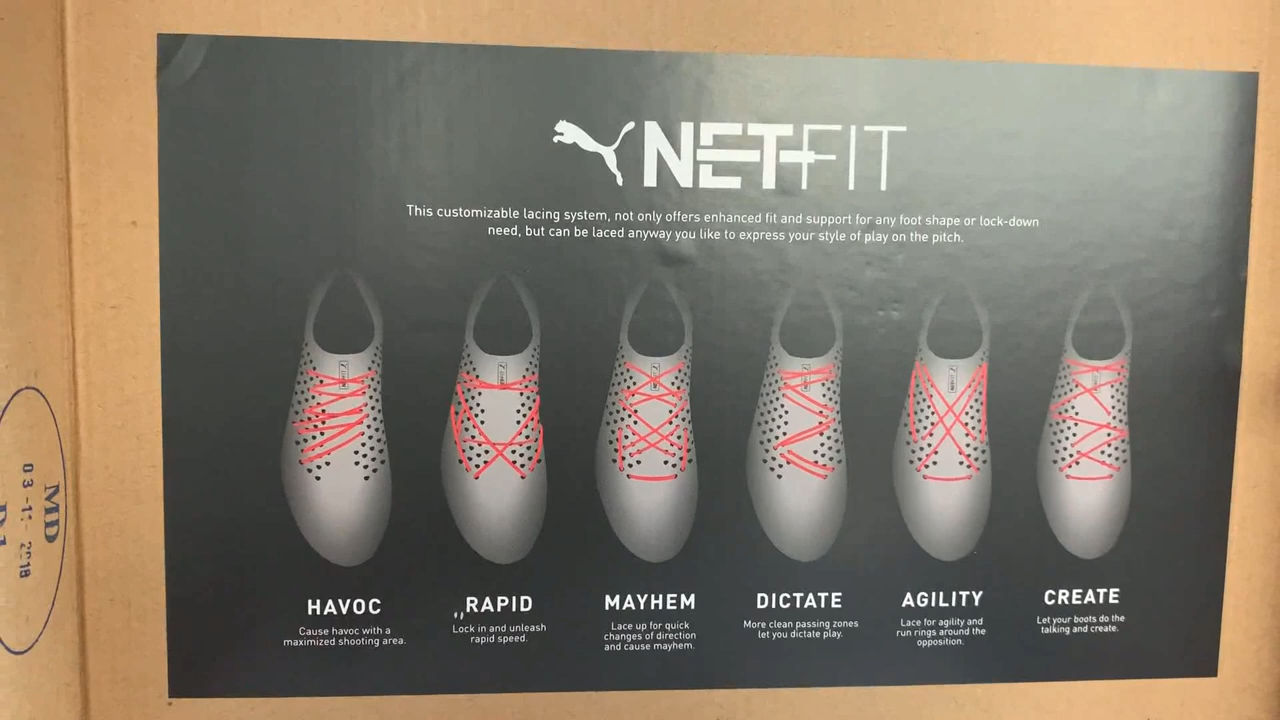 NETFIT
This customizable lacing system, not only offers enhanced fit and support for any foot shape or lock-down
need, but can be laced anyway you like to express your style of play on the pitch.
HAVOC
Cause havoc with a
maximized shooting area.
RAPID
Lock in and unleash
rapid speed.
MAYHEM
Lace up for quick
changes of direction
and cause mayhem.
DICTATE
More clean passing zones
let you dictate play.
AGILITY
Lace for agility and
run rings around the
opposition.
CREATE
Let your boots do the
talking and create.
MD